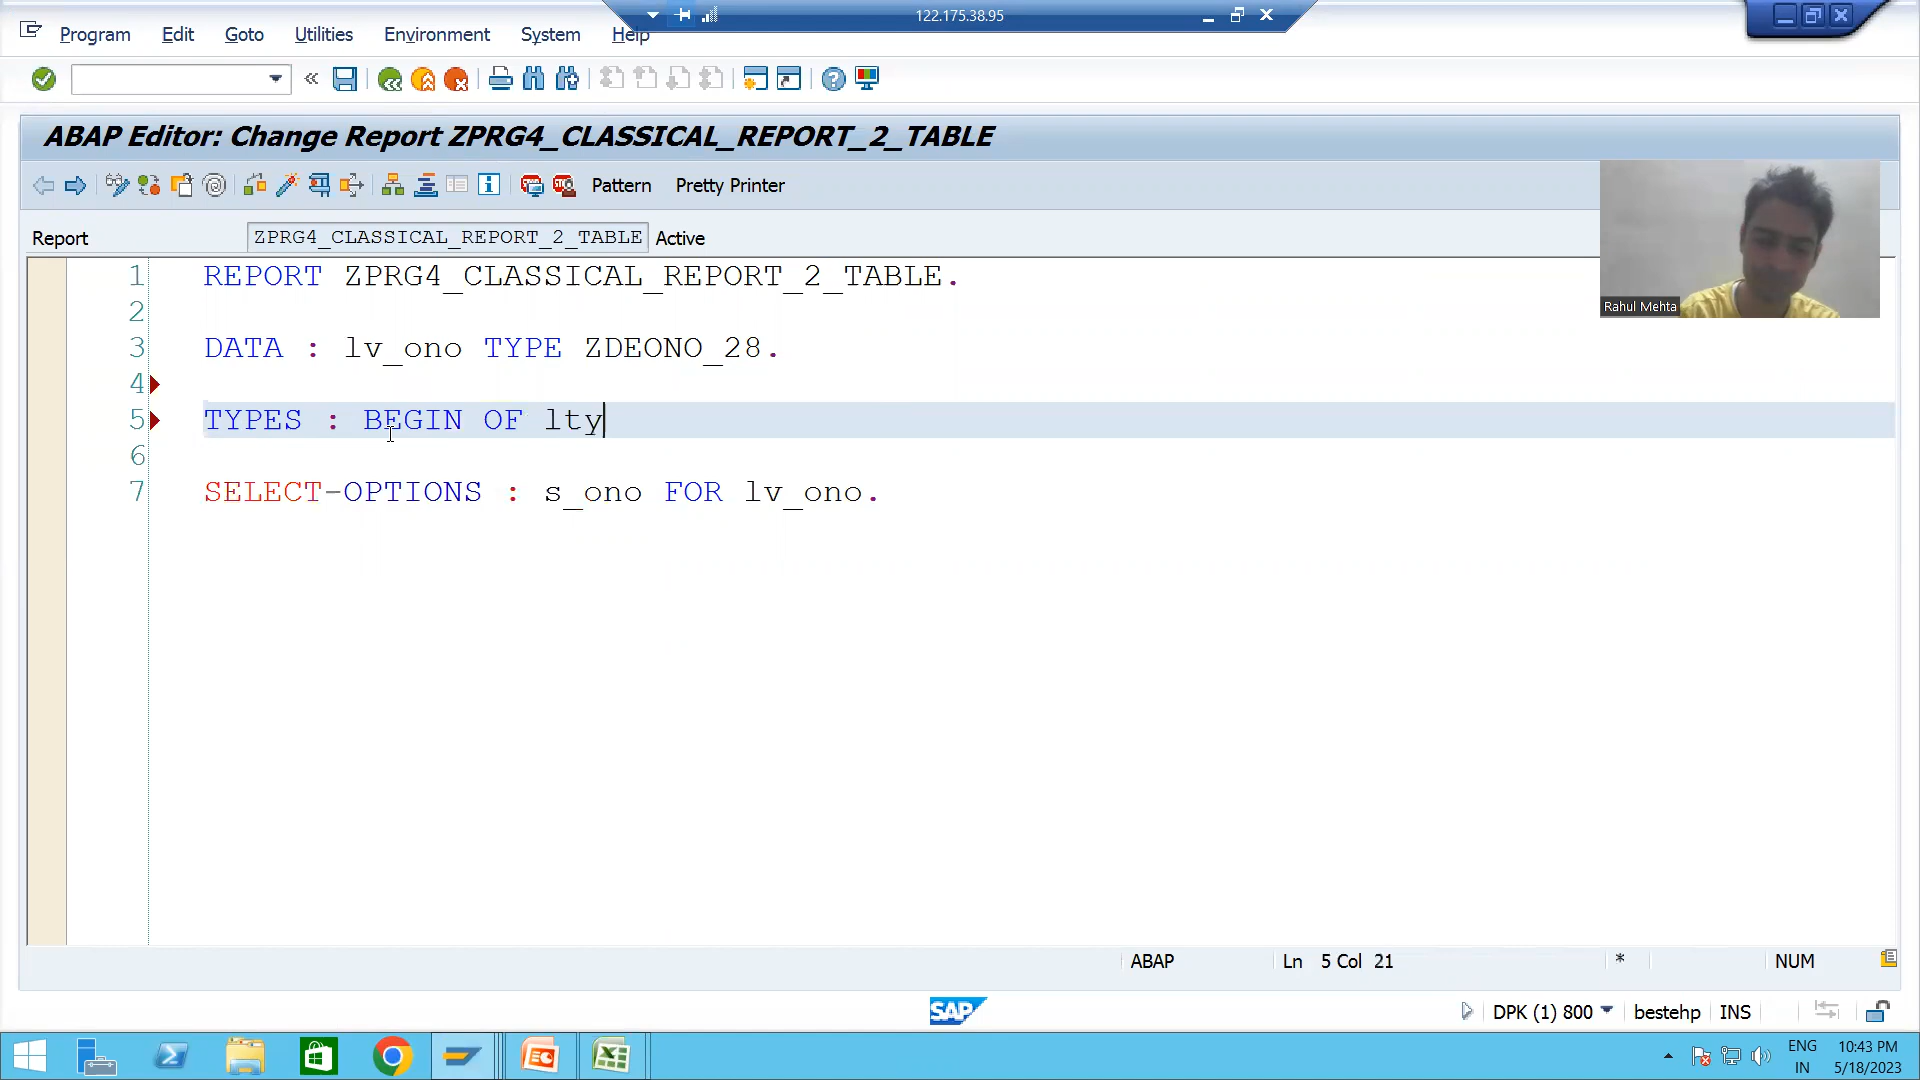 122.175.38.95
Program Edit Goto Utilities Environment System Help
ABAP Editor: Change Report ZPRG4_CLASSICAL_REPORT_2_TABLE
Pattern Pretty Printer
Report ZPRG4_CLASSICAL_REPORT_2_TABLE Active
Rahul Mehta
1 REPORT ZPRG4_CLASSICAL_REPORT_2_TABLE.
2
3 DATA : lv_ono TYPE ZDEONO_28.
4
5 TYPES : BEGIN OF lty
6
7 SELECT-OPTIONS : s_ono FOR lv_ono.
ABAP Ln 5 Col 21 * NUM
SAP DPK (1) 800 bestehp INS
ENG 10:43 PM
IN 5/18/2023